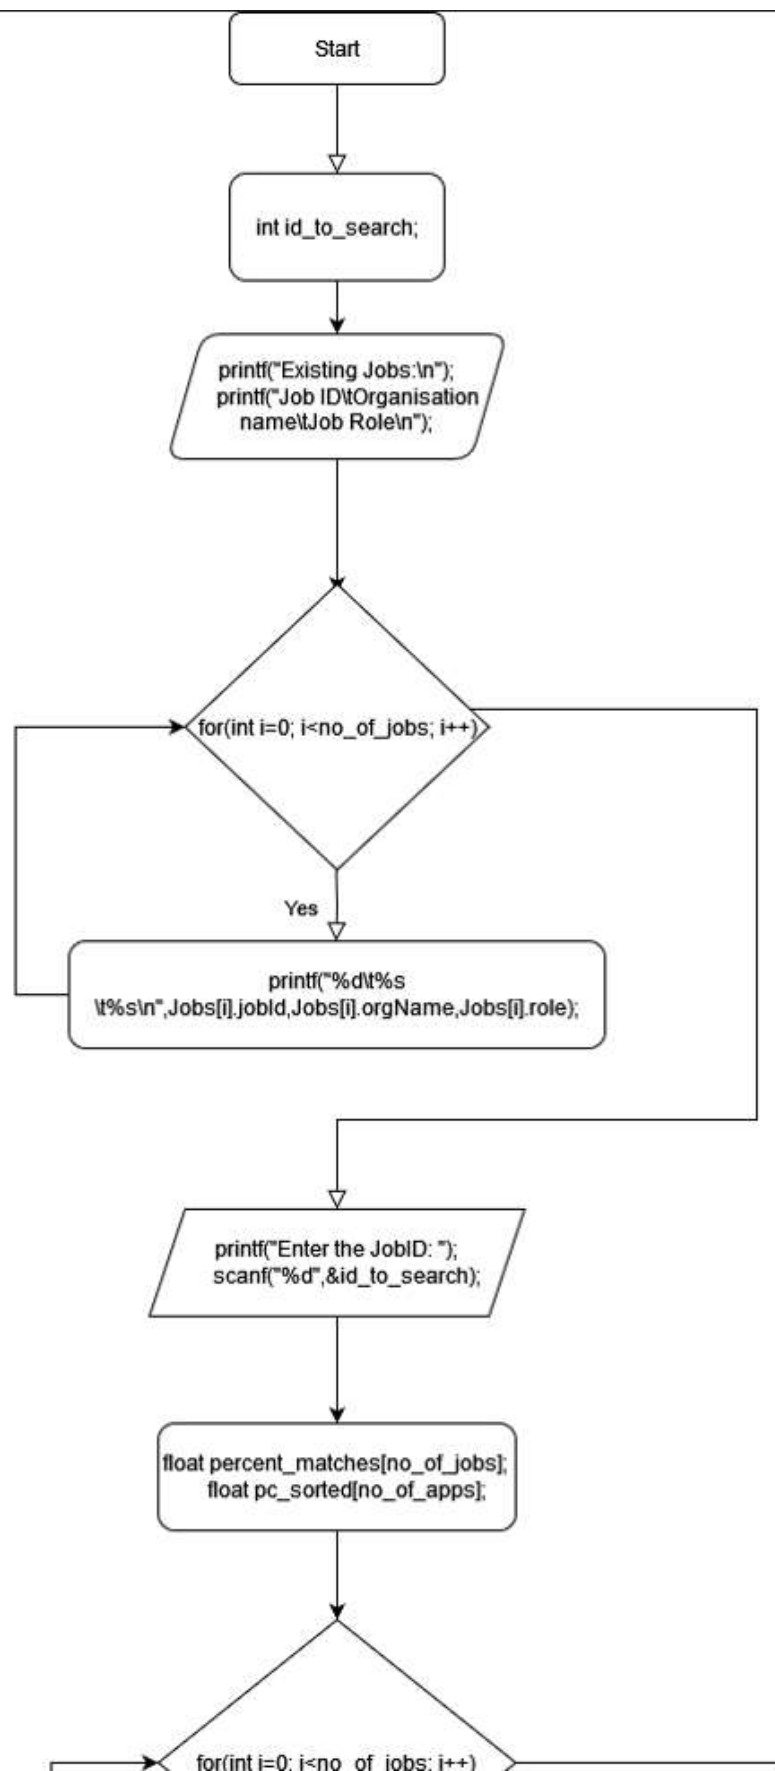 Start
int id_to_search;
printf("Existing Jobs:\n");
printf("Job ID\tOrganisation
name\tJob Role\n");
for(int i=0; i<no_of_jobs; i++)
Yes
printf("%d\t%s
\t%s\n",Jobs[i].jobId,Jobs[i].orgName,Jobs[i].role);
printf("Enter the JobID: ");
scanf("%d",&id_to_search);
float percent_matches[no_of_jobs];
float pc_sorted[no_of_apps];
for(int i=0; i<no_of_jobs; i++)